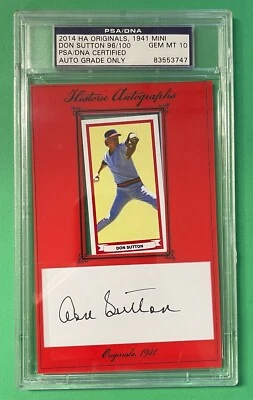 PSA/DNA
2014 HA ORIGINALS, 1941 MINI
DON SUTTON 96/100 GEM MT 10
PSA/DNA CERTIFIED
AUTO GRADE ONLY 83553747
Historic Autographs
DON SUTTON
Don Sutton
Originals, 1941